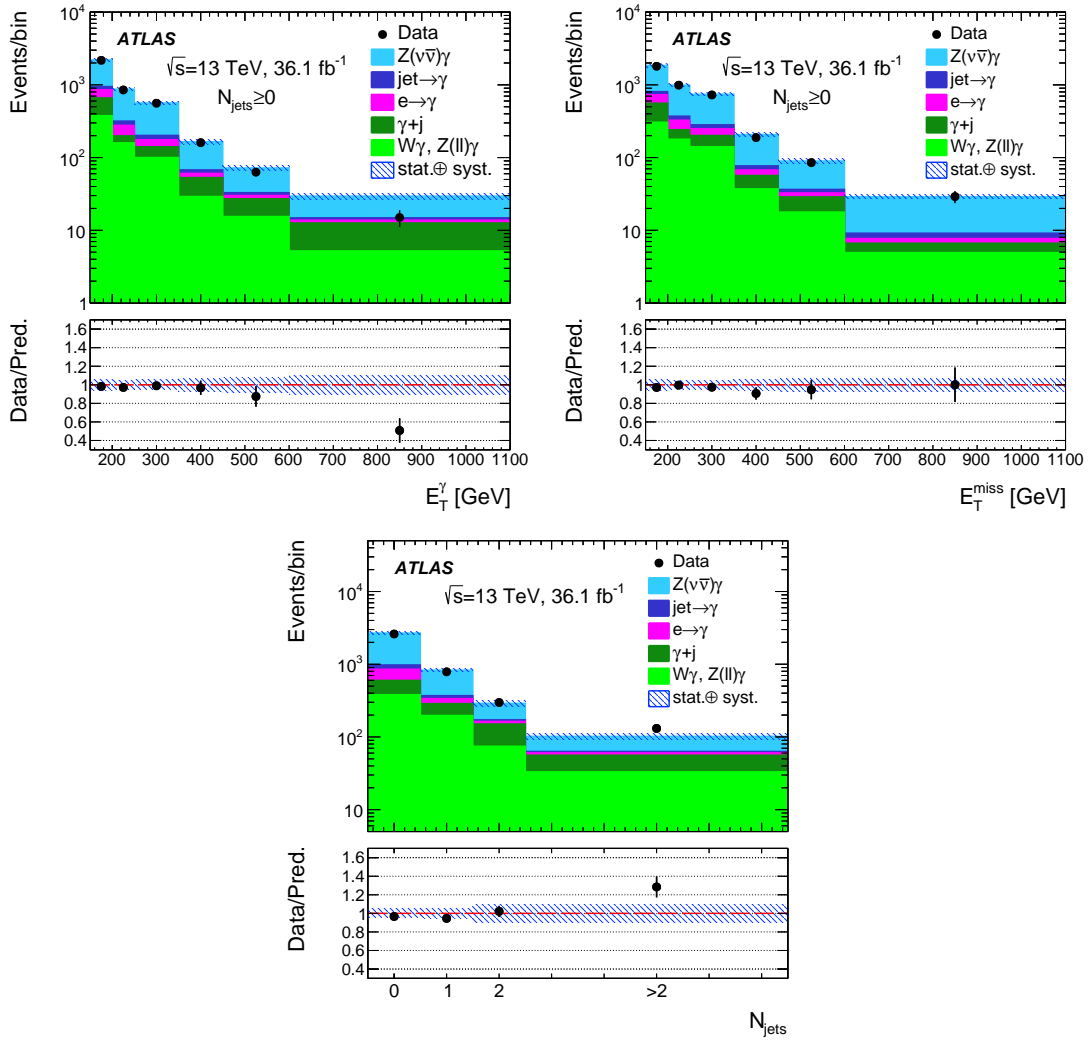 Events/bin
10⁴
10³
10²
10
1
ATLAS
√s=13 TeV, 36.1 fb⁻¹
N_jets≥0
Data
Z(νν̅)γ
jet→γ
e→γ
γ+j
Wγ, Z(ll)γ
stat.⊕ syst.
Data/Pred.
1.6
1.4
1.2
1
0.8
0.6
0.4
200 300 400 500 600 700 800 900 1000 1100
E_T^γ [GeV]
Events/bin
10⁴
10³
10²
10
1
ATLAS
√s=13 TeV, 36.1 fb⁻¹
N_jets≥0
Data
Z(νν̅)γ
jet→γ
e→γ
γ+j
Wγ, Z(ll)γ
stat.⊕ syst.
Data/Pred.
1.6
1.4
1.2
1
0.8
0.6
0.4
200 300 400 500 600 700 800 900 1000 1100
E_T^miss [GeV]
Events/bin
10⁴
10³
10²
10
ATLAS
√s=13 TeV, 36.1 fb⁻¹
Data
Z(νν̅)γ
jet→γ
e→γ
γ+j
Wγ, Z(ll)γ
stat.⊕ syst.
Data/Pred.
1.6
1.4
1.2
1
0.8
0.6
0.4
0 1 2 >2
N_jets